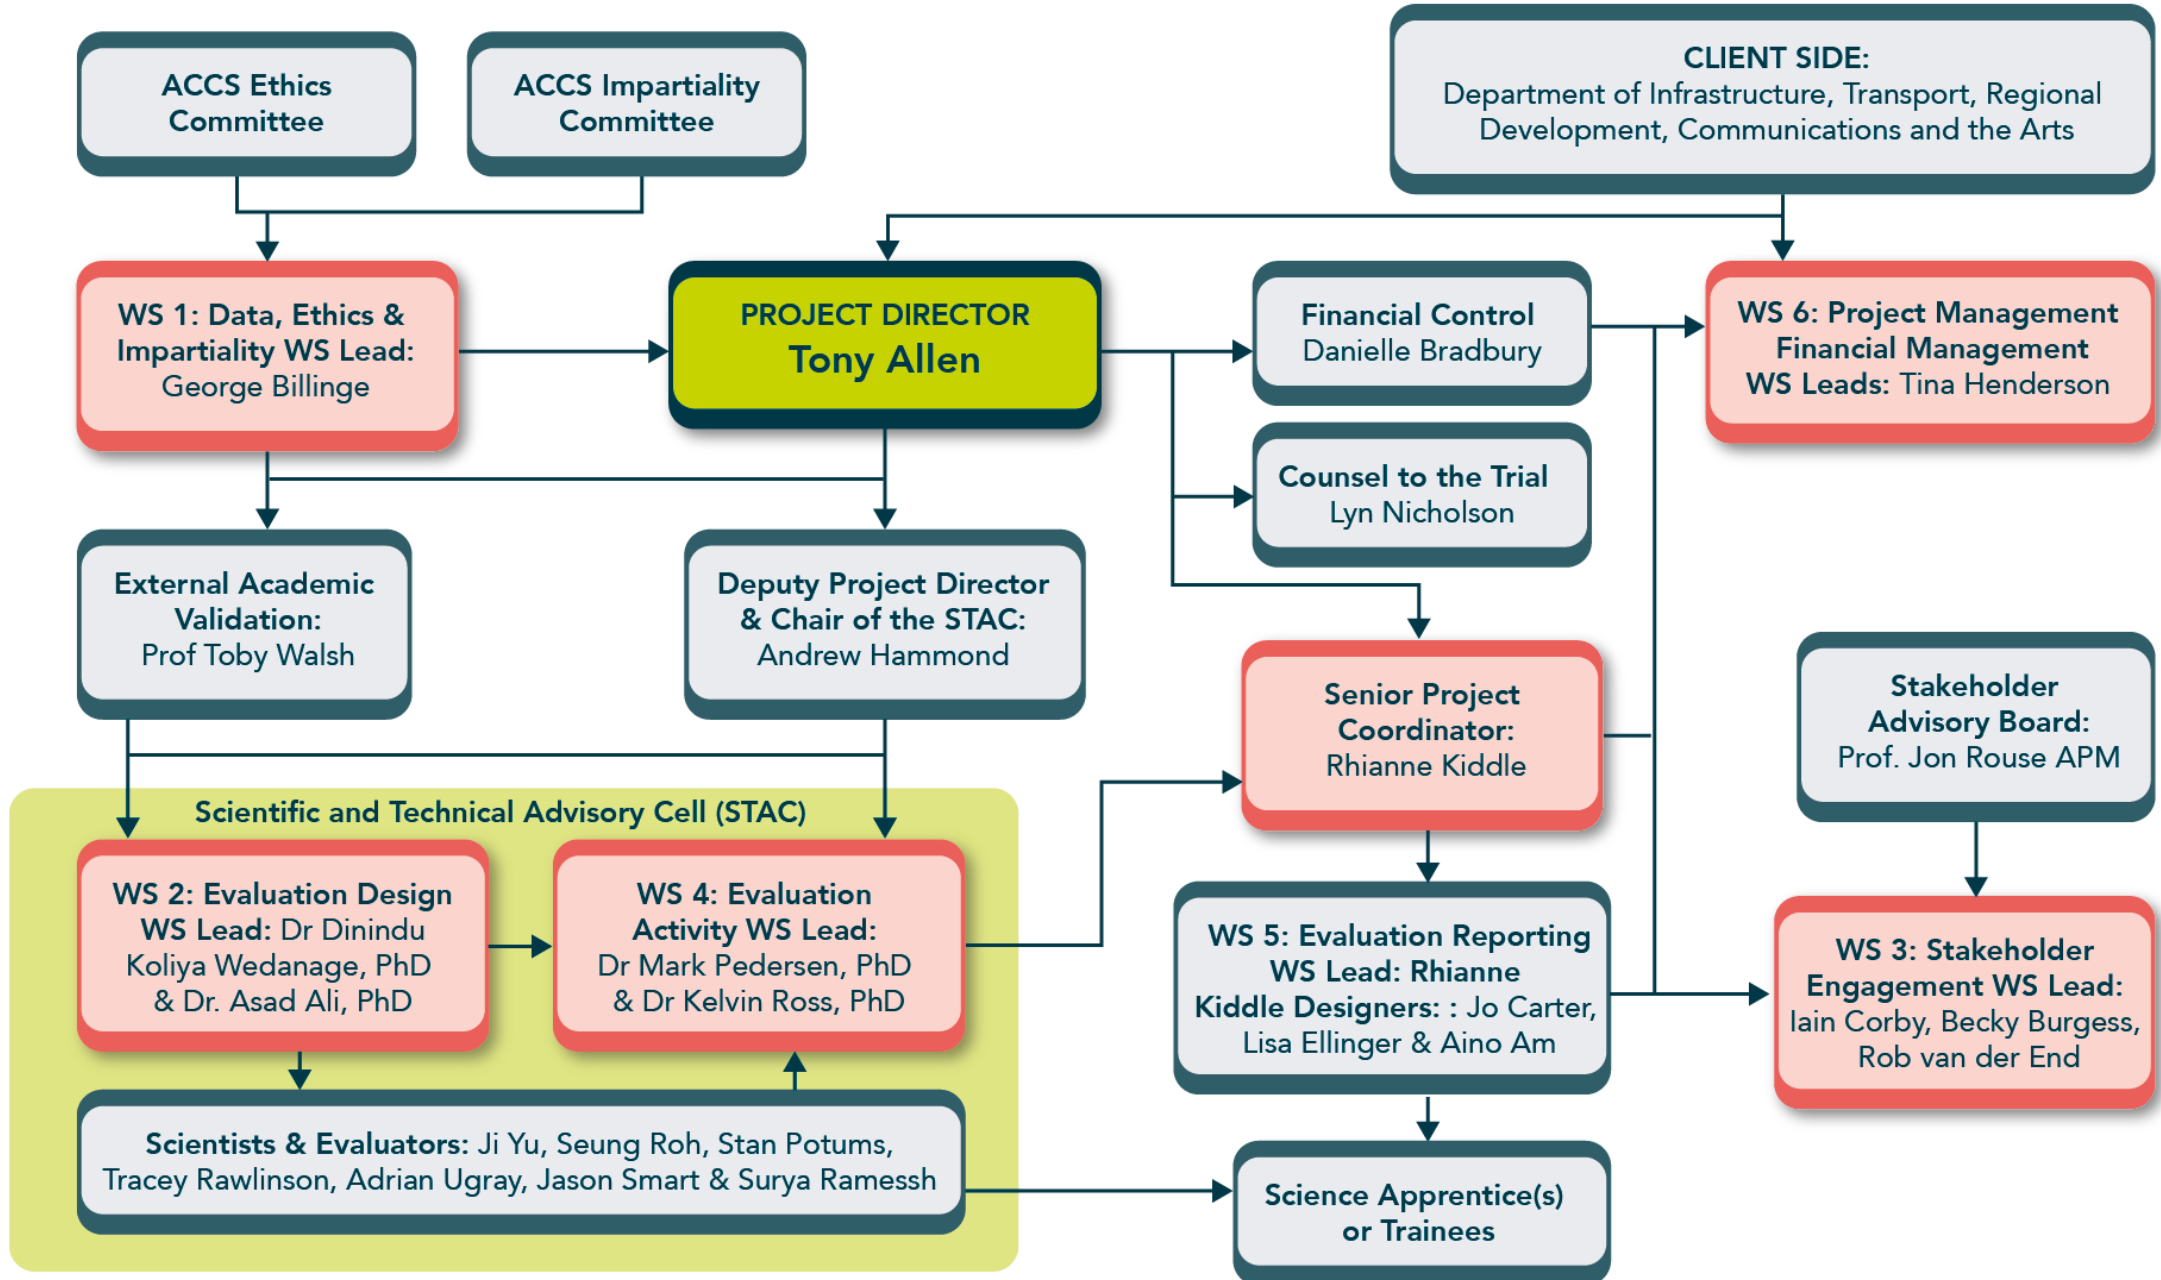 ACCS Ethics
Committee
ACCS Impartiality
Committee
CLIENT SIDE:
Department of Infrastructure, Transport, Regional
Development, Communications and the Arts
WS 1: Data, Ethics &
Impartiality WS Lead:
George Billinge
PROJECT DIRECTOR
Tony Allen
Financial Control
Danielle Bradbury
WS 6: Project Management
Financial Management
WS Leads: Tina Henderson
Counsel to the Trial
Lyn Nicholson
External Academic
Validation:
Prof Toby Walsh
Deputy Project Director
& Chair of the STAC:
Andrew Hammond
Senior Project
Coordinator:
Rhianne Kiddle
Stakeholder
Advisory Board:
Prof. Jon Rouse APM
Scientific and Technical Advisory Cell (STAC)
WS 2: Evaluation Design
WS Lead: Dr Dinindu
Koliya Wedanage, PhD
& Dr. Asad Ali, PhD
WS 4: Evaluation
Activity WS Lead:
Dr Mark Pedersen, PhD
& Dr Kelvin Ross, PhD
WS 5: Evaluation Reporting
WS Lead: Rhianne
Kiddle Designers: : Jo Carter,
Lisa Ellinger & Aino Am
WS 3: Stakeholder
Engagement WS Lead:
Iain Corby, Becky Burgess,
Rob van der End
Scientists & Evaluators: Ji Yu, Seung Roh, Stan Potums,
Tracey Rawlinson, Adrian Ugray, Jason Smart & Surya Ramessh
Science Apprentice(s)
or Trainees